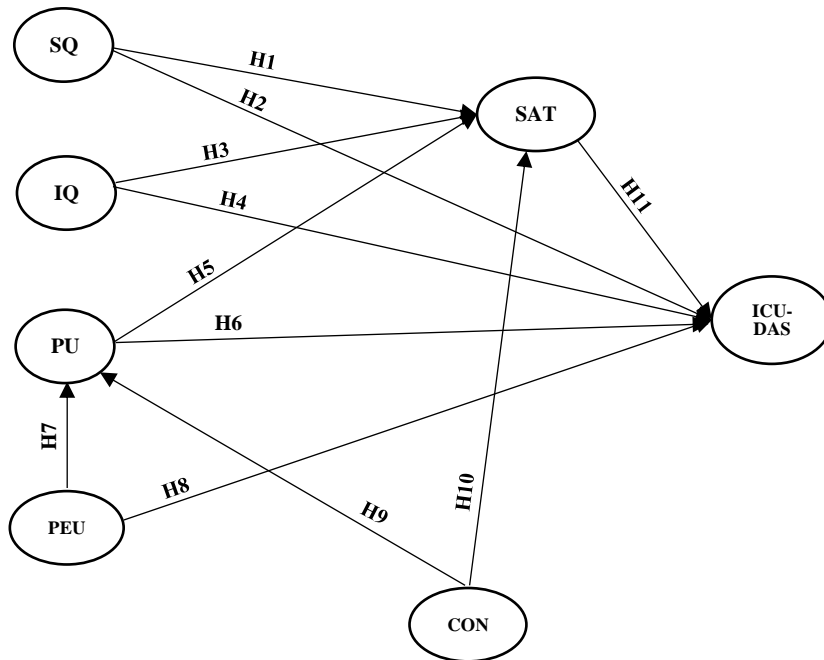 SQ
H1
H2
SAT
IQ
H3
H4
H11
H5
PU
H6
ICU-
DAS
H7
H8
H10
H9
PEU
CON